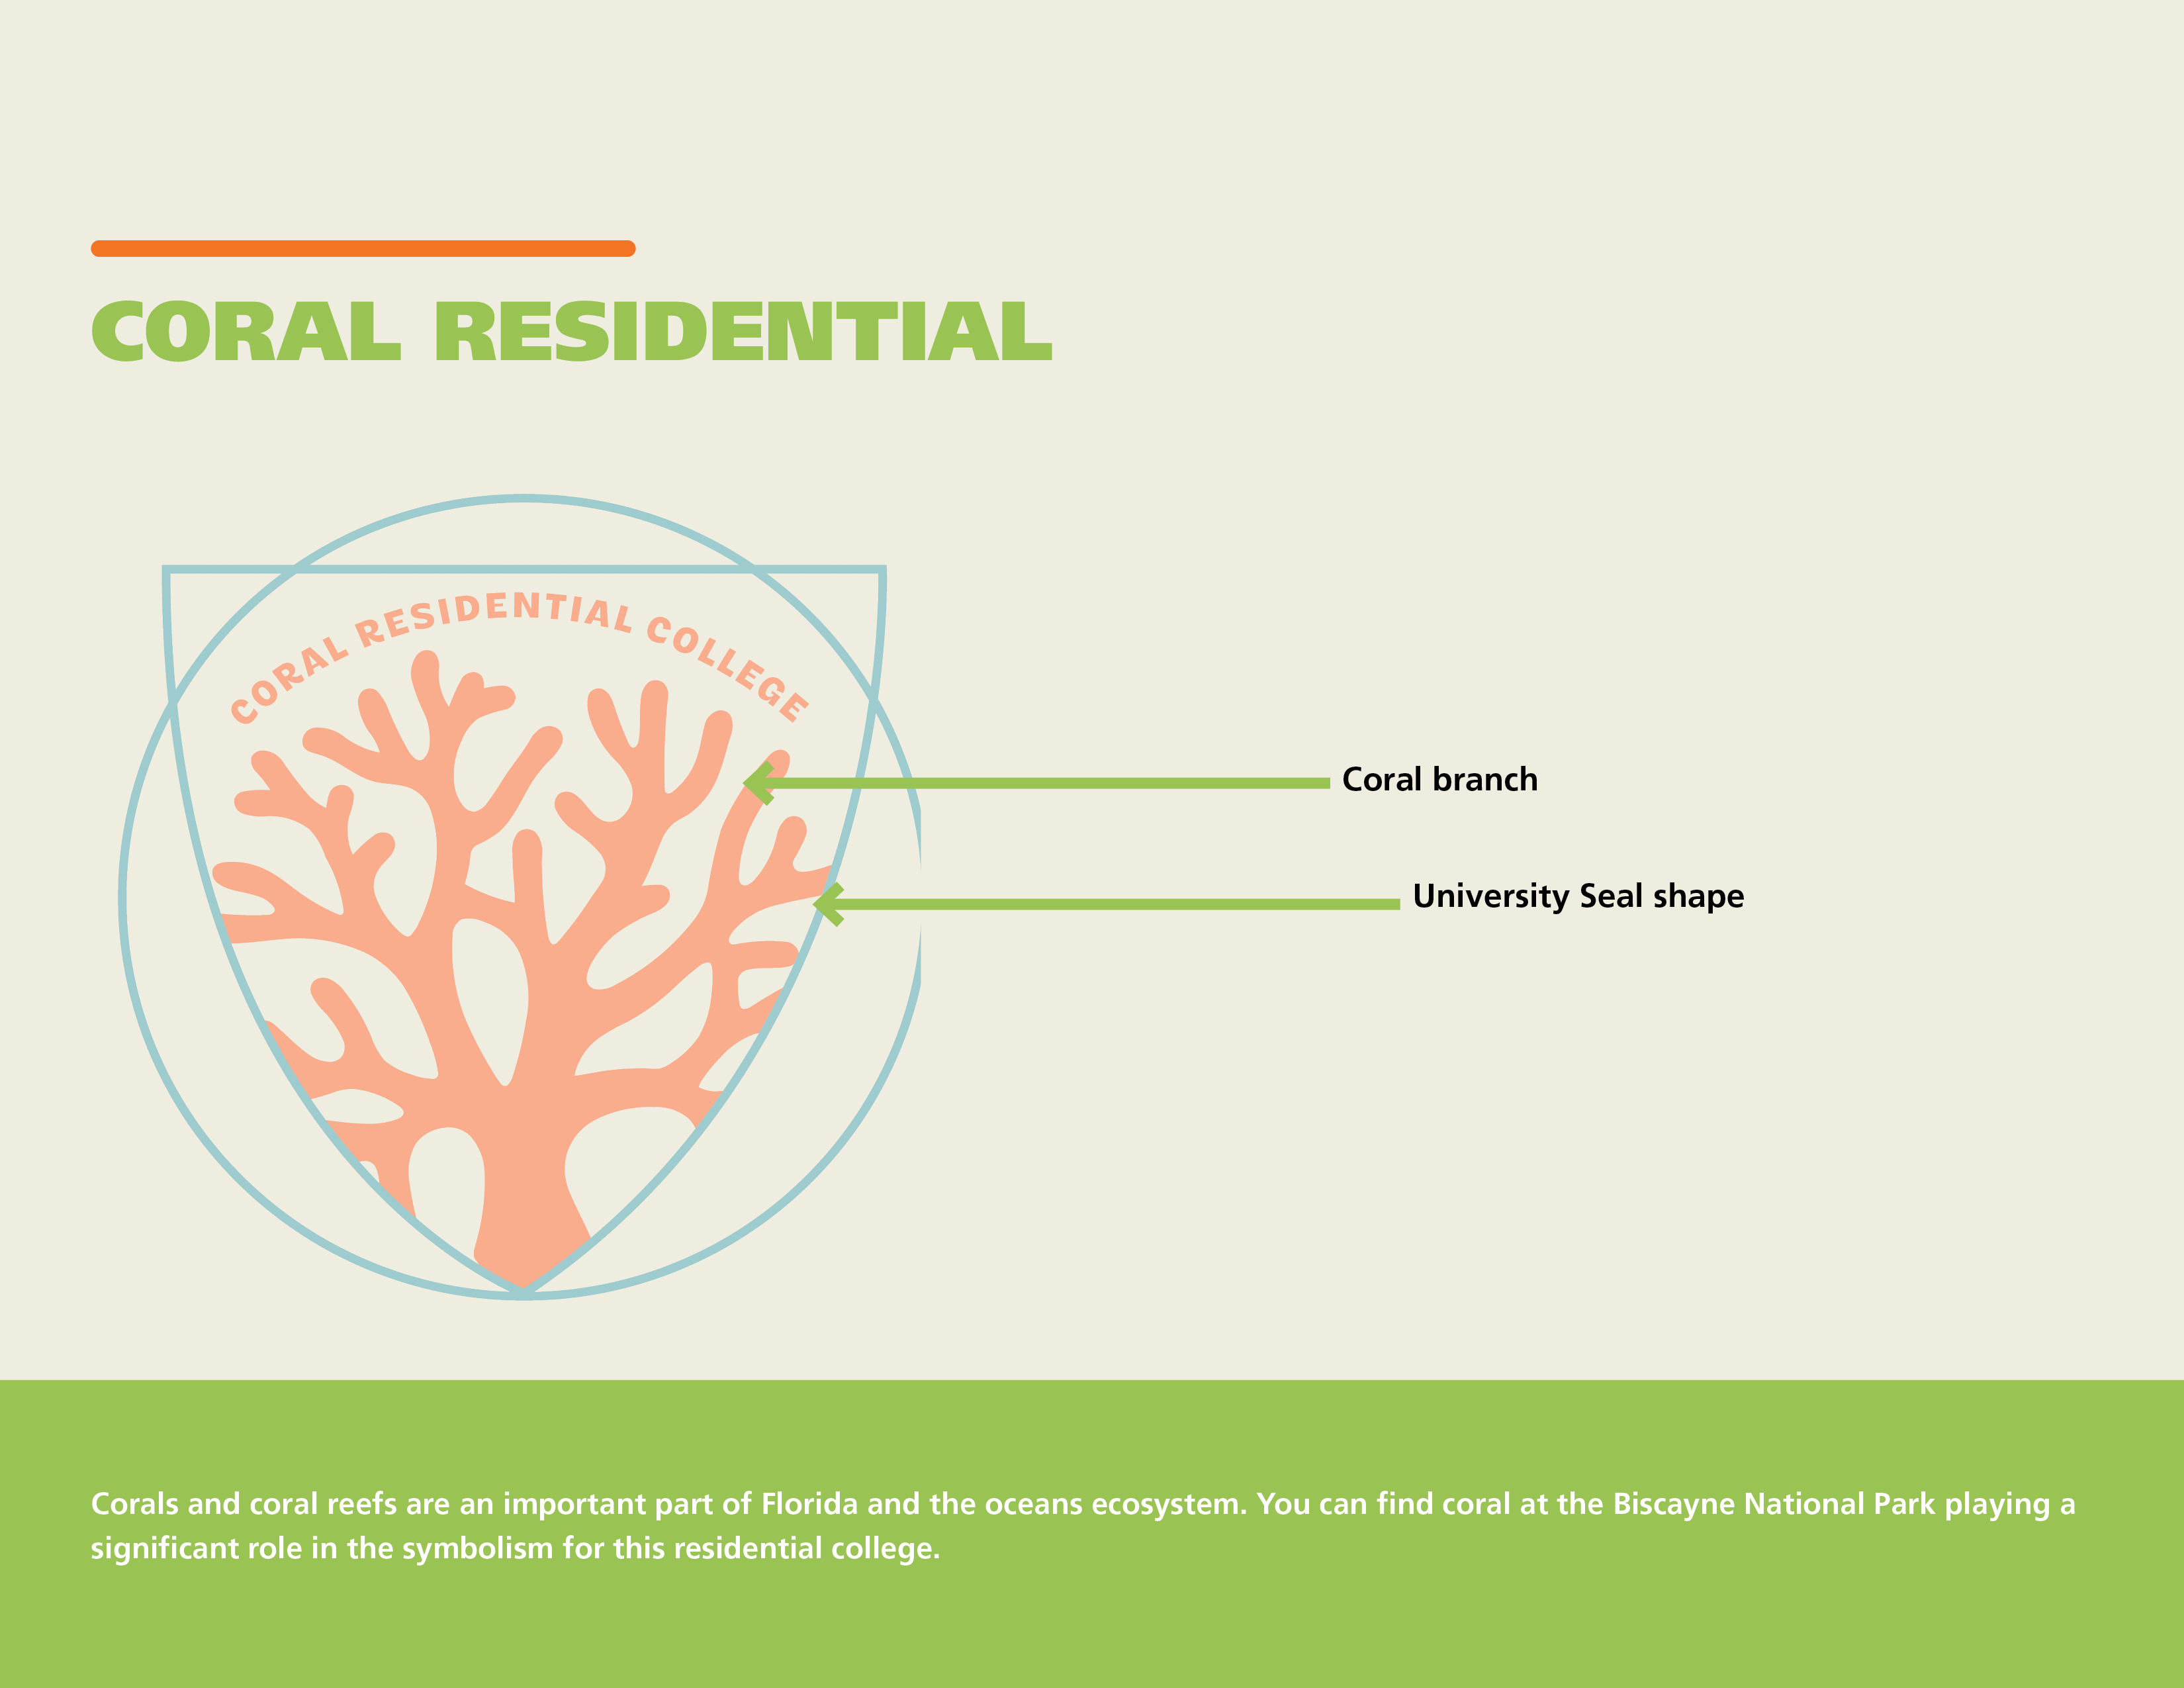 CORAL RESIDENTIAL
CORAL RESIDENTIAL COLLEGE
Coral branch
University Seal shape
Corals and coral reefs are an important part of Florida and the oceans ecosystem. You can find coral at the Biscayne National Park playing a
significant role in the symbolism for this residential college.